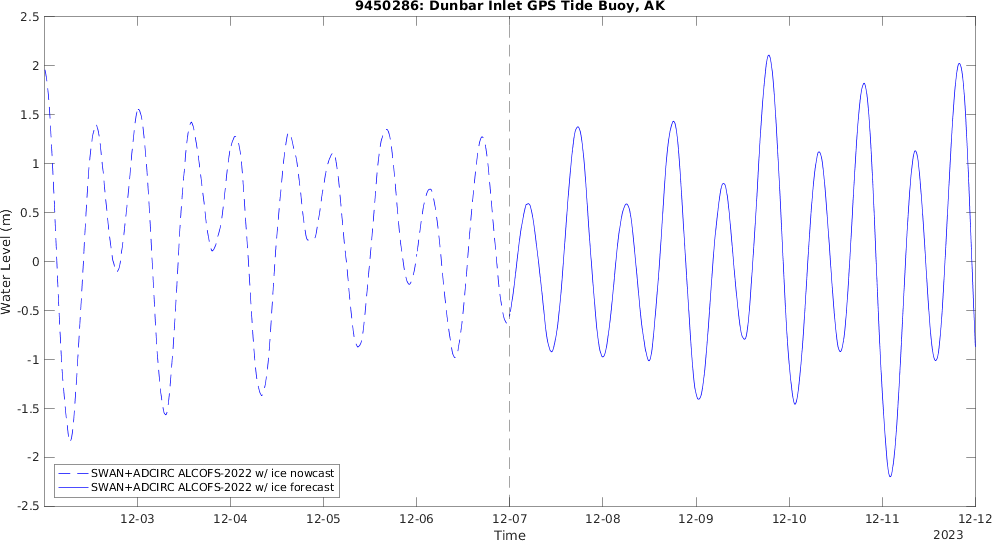 9450286: Dunbar Inlet GPS Tide Buoy, AK
2.5
2
1.5
1
0.5
0
-0.5
-1
-1.5
-2
-2.5
Water Level (m)
SWAN+ADCIRC ALCOFS-2022 w/ ice nowcast
SWAN+ADCIRC ALCOFS-2022 w/ ice forecast
12-03 12-04 12-05 12-06 12-07 12-08 12-09 12-10 12-11 12-12
Time
2023